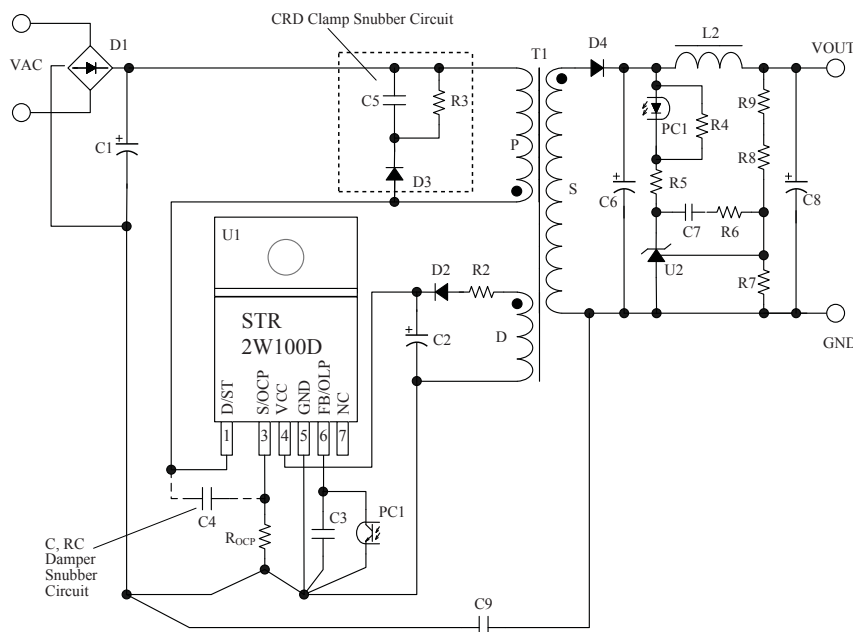 CRD Clamp Snubber Circuit
D1
VAC
C1
C5
R3
D3
T1
P
S
D4
L2
VOUT
PC1
R4
R9
R8
R5
C6
C7
R6
C8
U2
R7
GND
U1
STR
2W100D
D/ST
S/OCP
VCC
GND
FB/OLP
NC
1
3
4
5
6
7
D2
R2
C2
D
C4
ROCP
C3
PC1
C, RC
Damper
Snubber
Circuit
C9